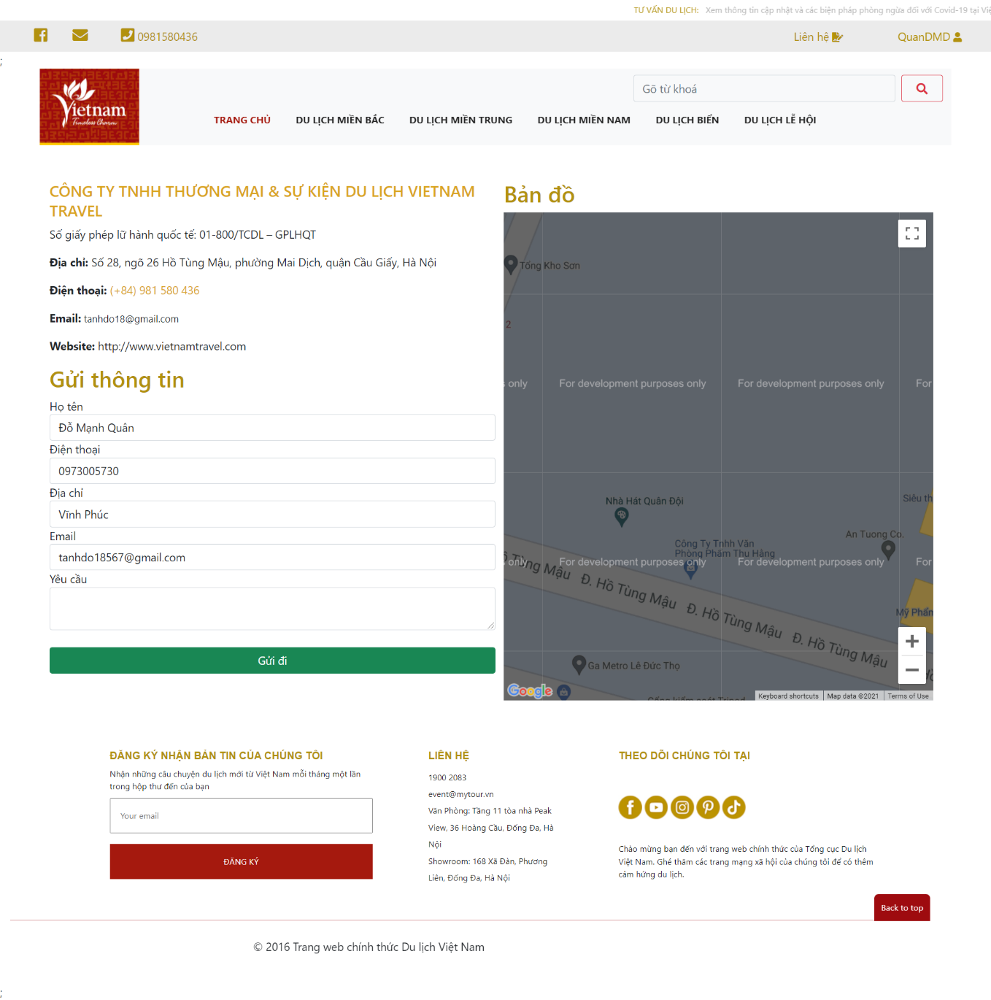 TƯ VẤN DU LỊCH: Xem thông tin cập nhật và các biện pháp phòng ngừa đối với Covid-19 tại Việ
0981580436
Liên hệ
QuanDMD
;
Vietnam
Timeless Charm
Gõ từ khoá
TRANG CHỦ DU LỊCH MIỀN BẮC DU LỊCH MIỀN TRUNG DU LỊCH MIỀN NAM DU LỊCH BIỂN DU LỊCH LỄ HỘI
CÔNG TY TNHH THƯƠNG MẠI & SỰ KIỆN DU LỊCH VIETNAM
TRAVEL
Số giấy phép lữ hành quốc tế: 01-800/TCDL – GPLHQT
Địa chỉ: Số 28, ngõ 26 Hồ Tùng Mậu, phường Mai Dịch, quận Cầu Giấy, Hà Nội
Điện thoại: (+84) 981 580 436
Email: tanhdo18@gmail.com
Website: http://www.vietnamtravel.com
Gửi thông tin
Họ tên
Đỗ Mạnh Quân
Điện thoại
0973005730
Địa chỉ
Vĩnh Phúc
Email
tanhdo18567@gmail.com
Yêu cầu
Gửi đi
Bản đồ
Tổng Kho Sơn
2
s only For development purposes only For development purposes only For
Nhà Hát Quân Đội
Siêu th
An Tuong Co.
Công Ty Tnhh Văn
Phòng Phẩm Thu Hàng
s only For development purposes only For development purposes only For
ỗ Tùng Mậu Đ. Hồ Tùng Mậu Đ. Hồ Tùng Mậu Đ. Hồ Tùng Mậu
Mỹ Phẩm
Ga Metro Lê Đức Thọ
Google
Keyboard shortcuts Map data ©2021 Terms of Use
ĐĂNG KÝ NHẬN BẢN TIN CỦA CHÚNG TÔI
Nhận những câu chuyện du lịch mới từ Việt Nam mỗi tháng một lần
trong hộp thư đến của bạn
Your email
ĐĂNG KÝ
LIÊN HỆ
1900 2083
event@mytour.vn
Văn Phòng: Tầng 11 tòa nhà Peak
View, 36 Hoàng Cầu, Đống Đa, Hà
Nội
Showroom: 168 Xã Đàn, Phương
Liên, Đống Đa, Hà Nội
THEO DÕI CHÚNG TÔI TẠI
Chào mừng bạn đến với trang web chính thức của Tổng cục Du lịch
Việt Nam. Ghé thăm các trang mạng xã hội của chúng tôi để có thêm
cảm hứng du lịch.
Back to top
© 2016 Trang web chính thức Du lịch Việt Nam
;